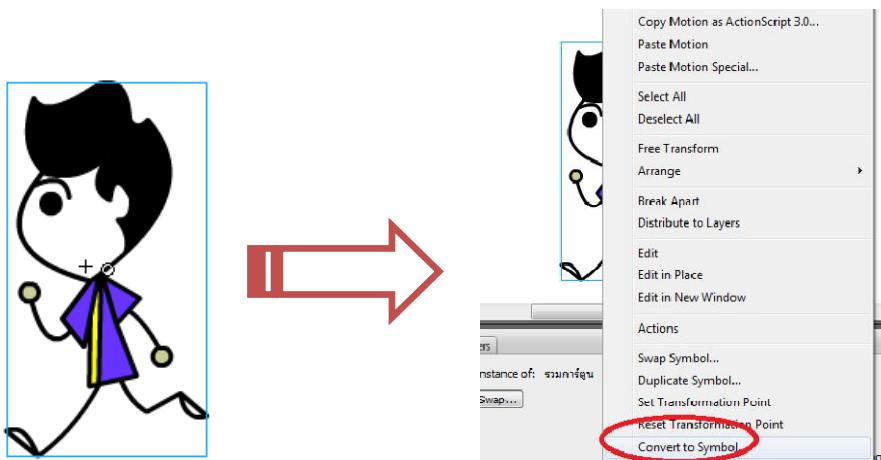 Copy Motion as ActionScript 3.0...
Paste Motion
Paste Motion Special...
Select All
Deselect All
Free Transform
Arrange
Break Apart
Distribute to Layers
Edit
Edit in Place
Edit in New Window
Actions
Swap Symbol...
Duplicate Symbol...
Set Transformation Point
Reset Transformation Point
Convert to Symbol
ers
nstance of: รวมการ์ตูน
Swap...